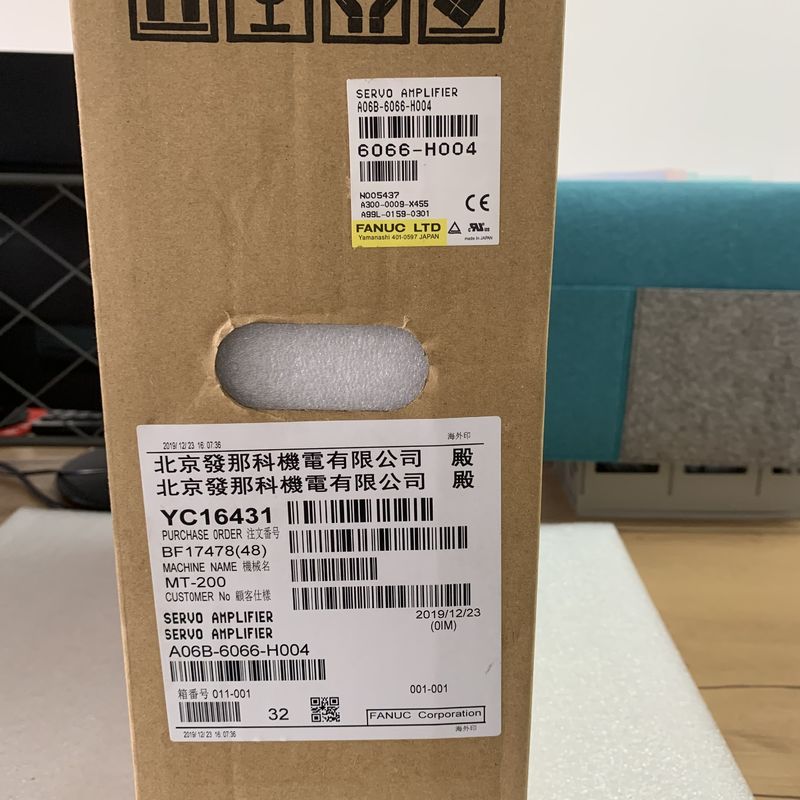 SERVO AMPLIFIER
A06B-6066-H004
6066-H004
N005437
A300-0009-X455
A99L-0159-0301
CE
FANUC LTD
Yamanashi 401-0597 JAPAN
made in JAPAN
2019/12/23 16:07:36
海外印
北京發那科機電有限公司 殿
北京發那科機電有限公司 殿
YC16431
PURCHASE ORDER 注文番号
BF17478(48)
MACHINE NAME 機械名
MT-200
CUSTOMER No 顧客仕様
2019/12/23
(0IM)
SERVO AMPLIFIER
SERVO AMPLIFIER
A06B-6066-H004
箱番号 011-001
001-001
32
FANUC Corporation
2019/12/23 16:07:36
海外印